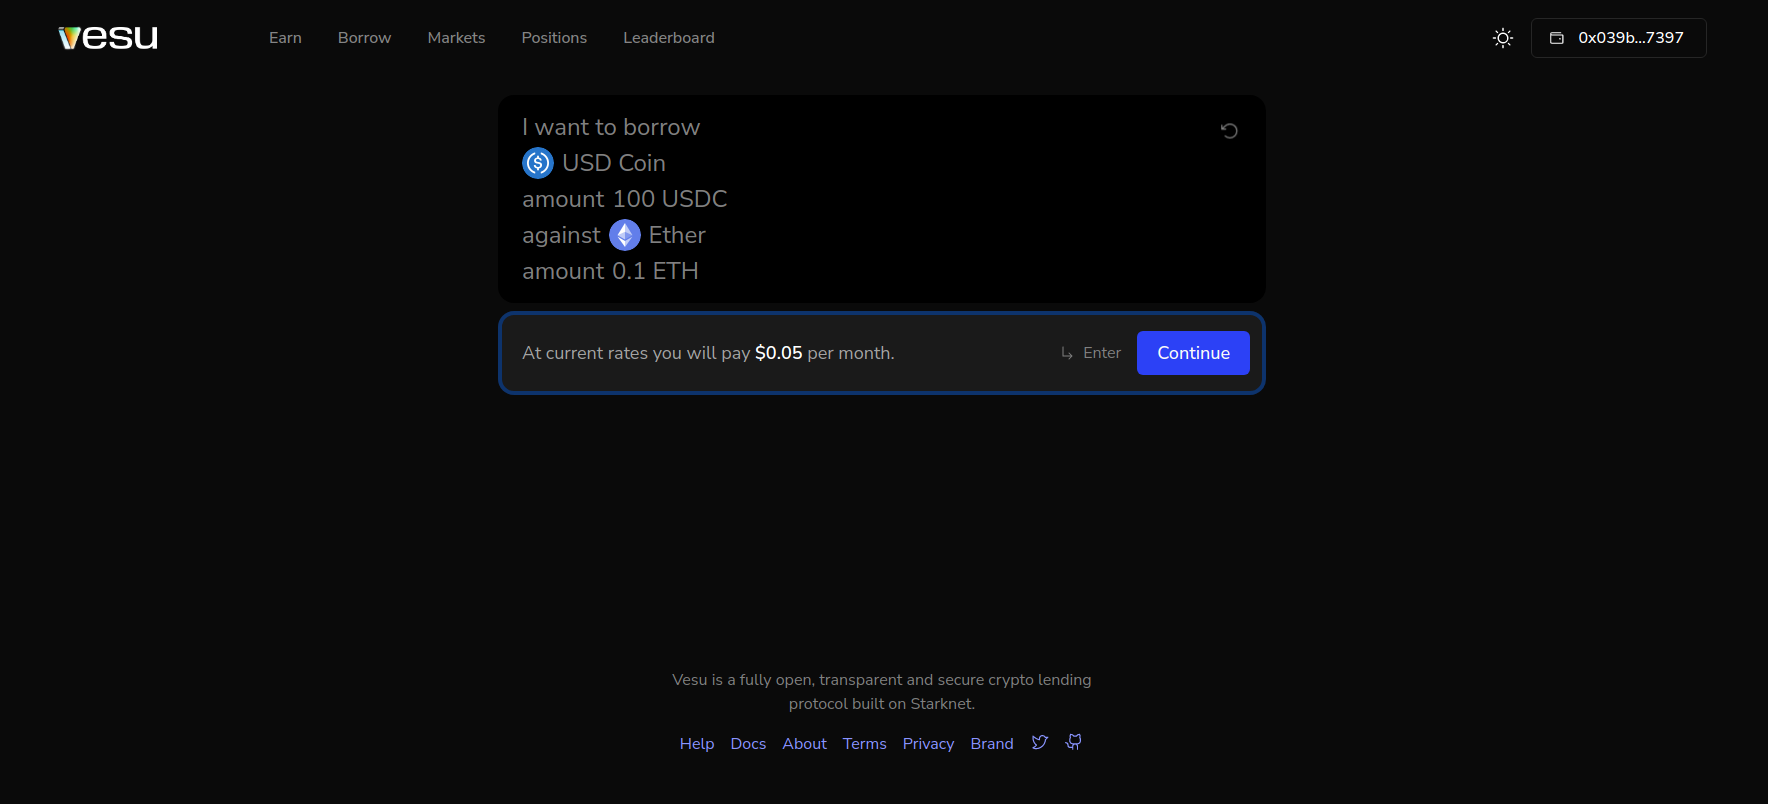 vesu
Earn Borrow Markets Positions Leaderboard
0x039b...7397
I want to borrow
USD Coin
amount 100 USDC
against Ether
amount 0.1 ETH
At current rates you will pay $0.05 per month.
Enter
Continue
Vesu is a fully open, transparent and secure crypto lending
protocol built on Starknet.
Help Docs About Terms Privacy Brand